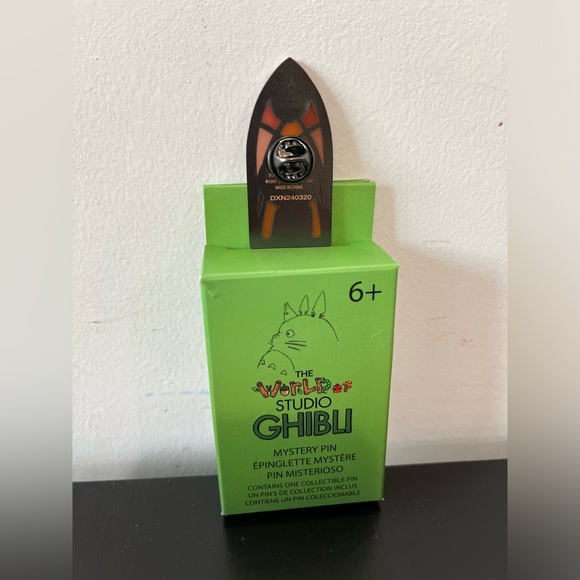 MADE IN CHINA
DXN240320
6+
THE
WORLD OF
STUDIO
GHIBLI
MYSTERY PIN
ÉPINGLETTE MYSTÈRE
PIN MISTERIOSO
CONTAINS ONE COLLECTIBLE PIN
UN PIN'S DE COLLECTION INCLUS
CONTIENE UN PIN COLECCIONABLE